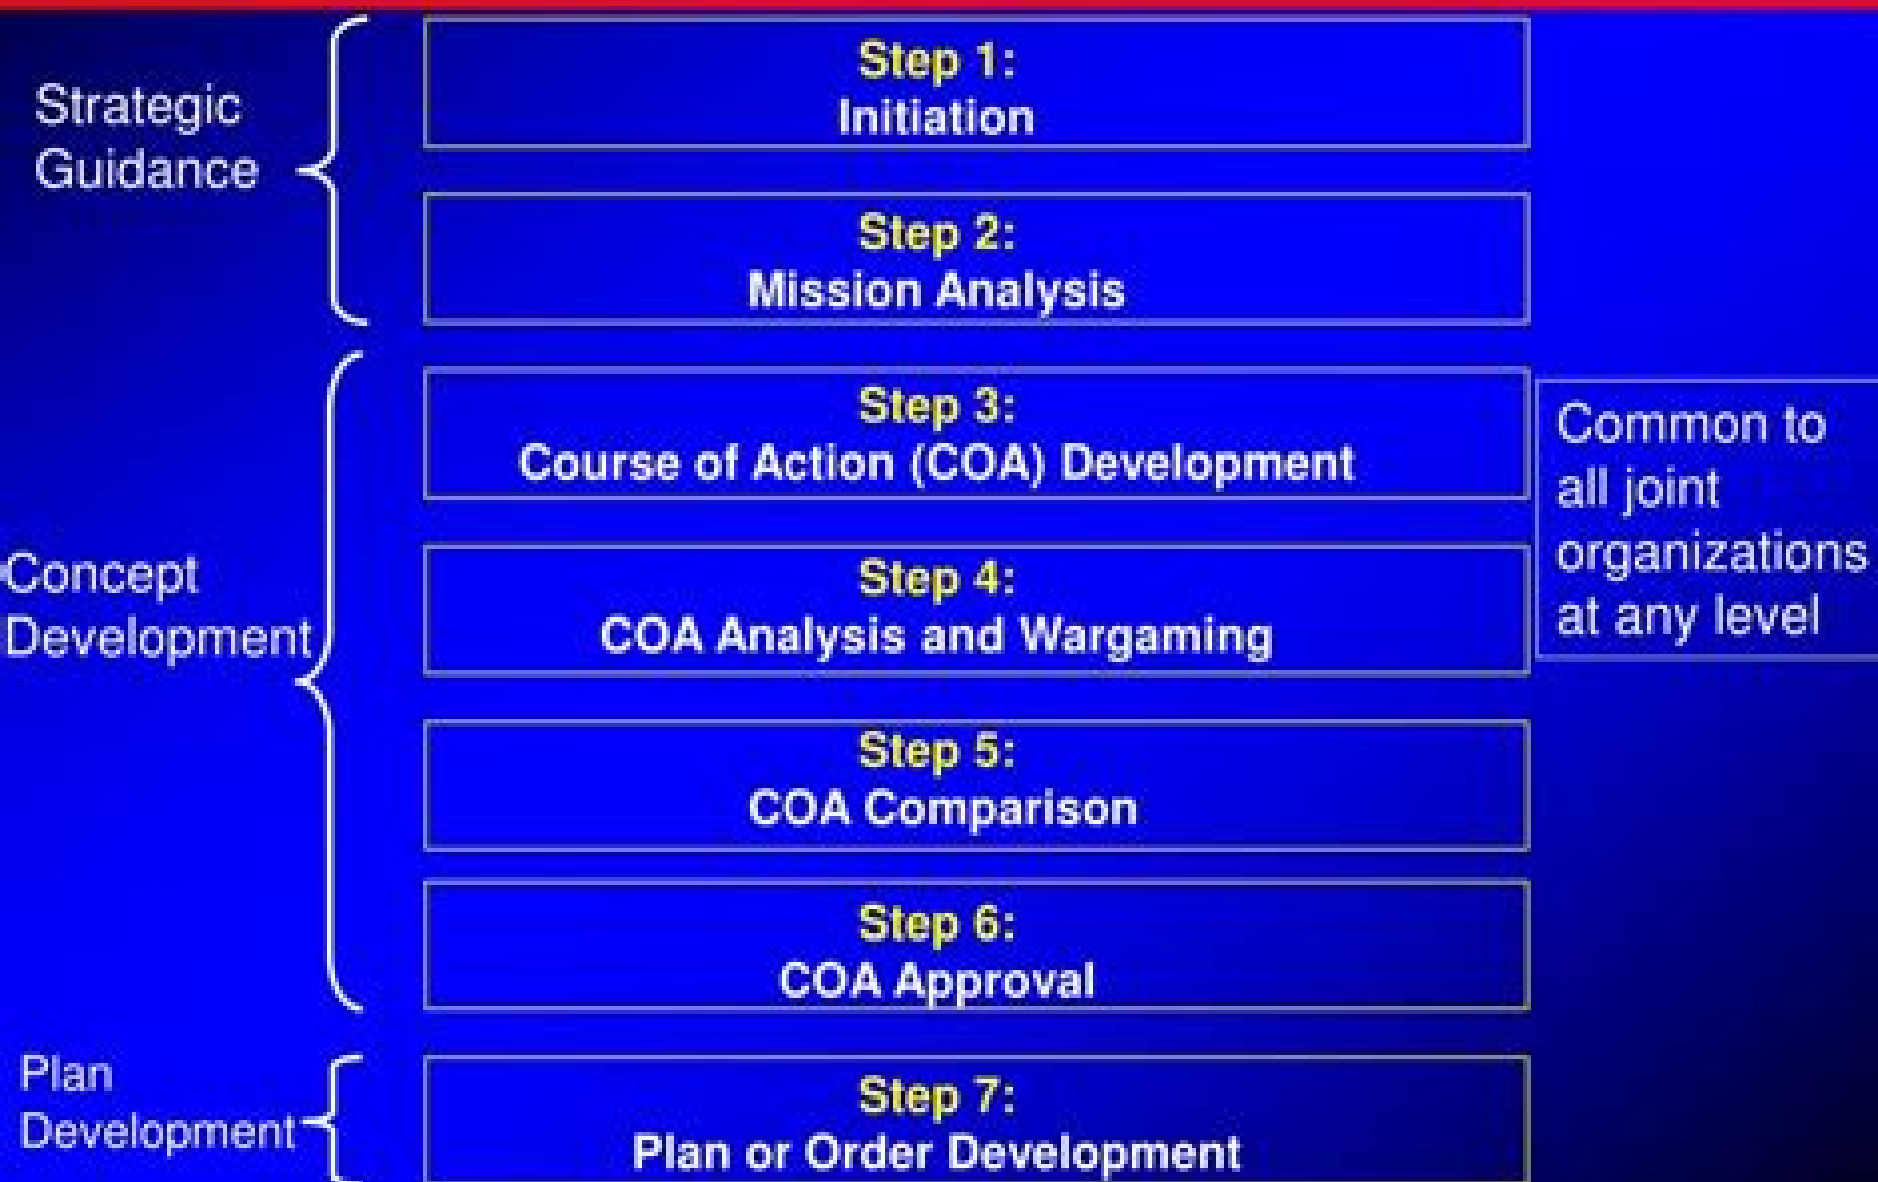 Strategic
Guidance
Step 1:
Initiation
Step 2:
Mission Analysis
Concept
Development
Step 3:
Course of Action (COA) Development
Step 4:
COA Analysis and Wargaming
Step 5:
COA Comparison
Step 6:
COA Approval
Common to
all joint
organizations
at any level
Plan
Development
Step 7:
Plan or Order Development